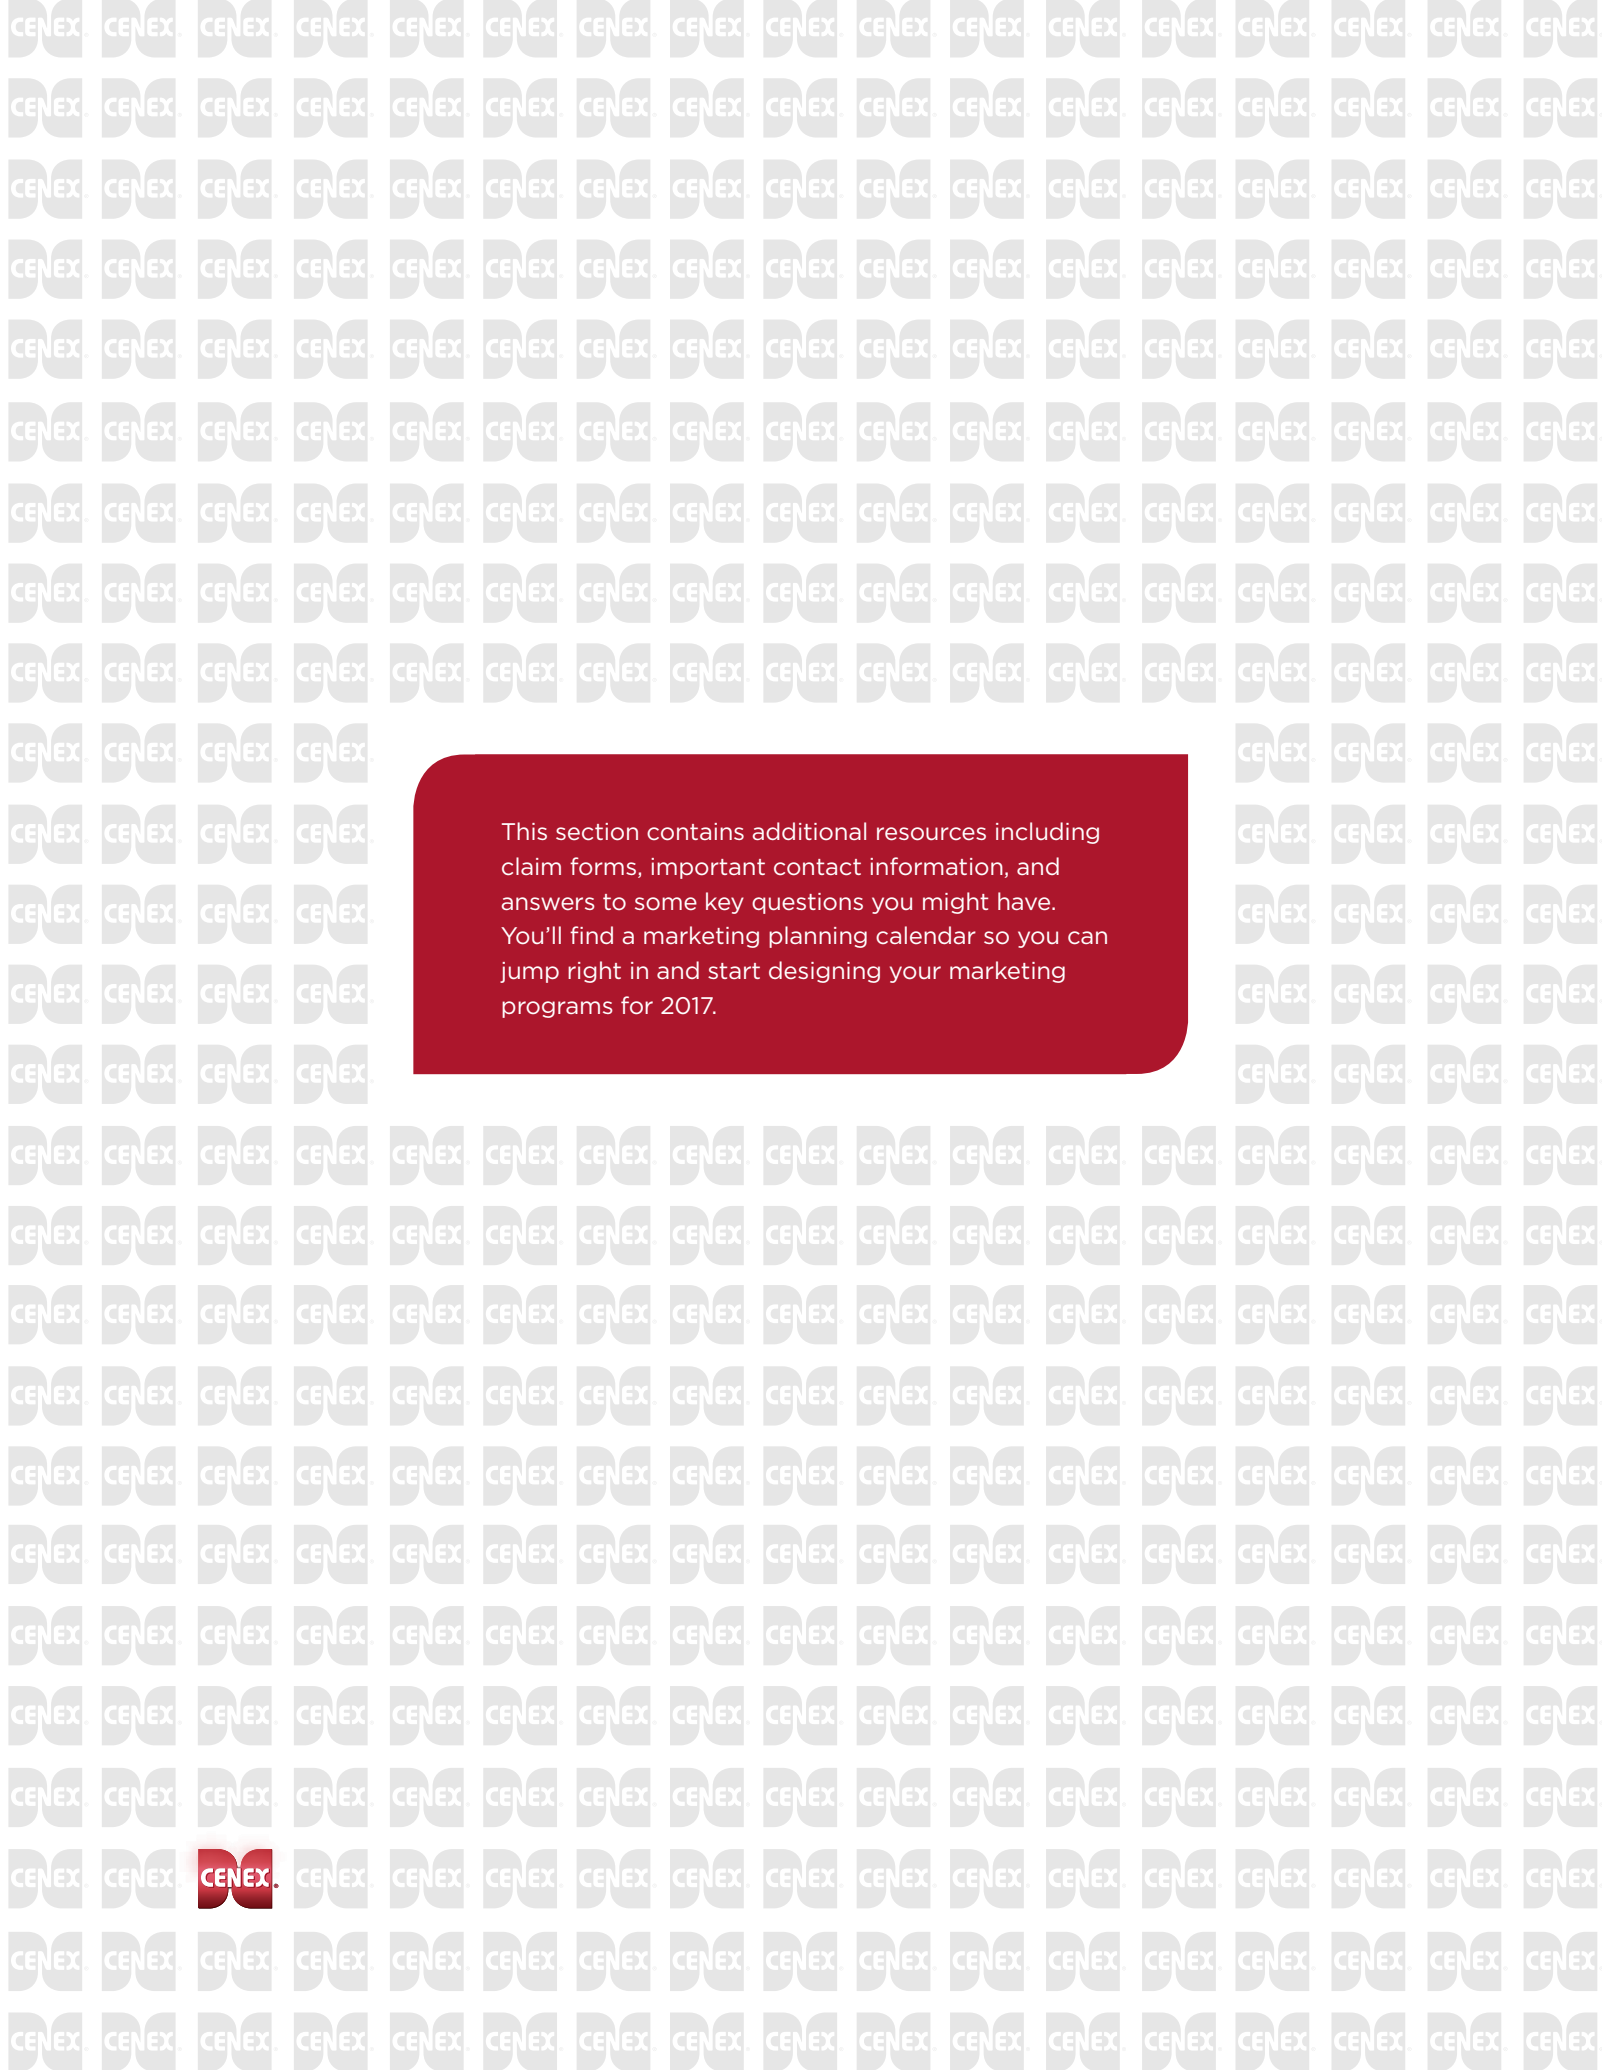 This section contains additional resources including
claim forms, important contact information, and
answers to some key questions you might have.
You’ll find a marketing planning calendar so you can
jump right in and start designing your marketing
programs for 2017.
CENEX®